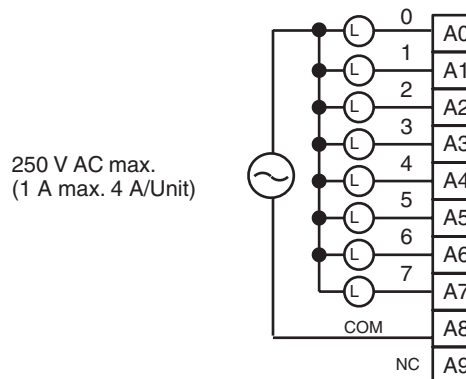 0
L A0
1
L A1
2
L A2
3
L A3
4
L A4
5
L A5
6
L A6
7
L A7
COM A8
NC A9
250 V AC max.
(1 A max. 4 A/Unit)